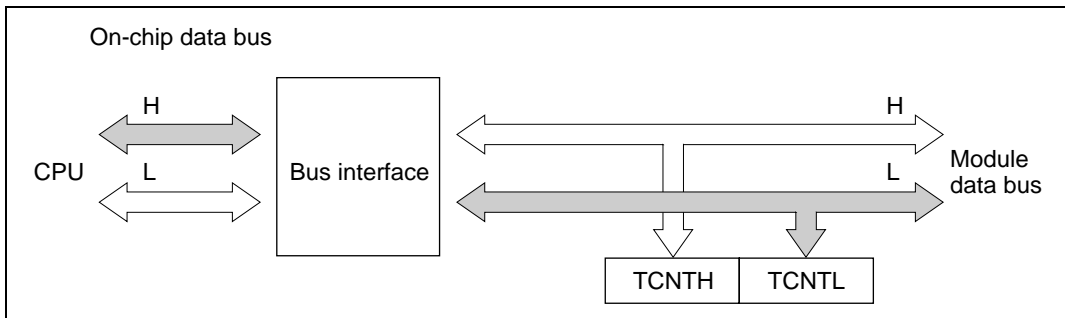 On-chip data bus
H
H
CPU
L
Bus interface
L
Module
data bus
TCNTH
TCNTL